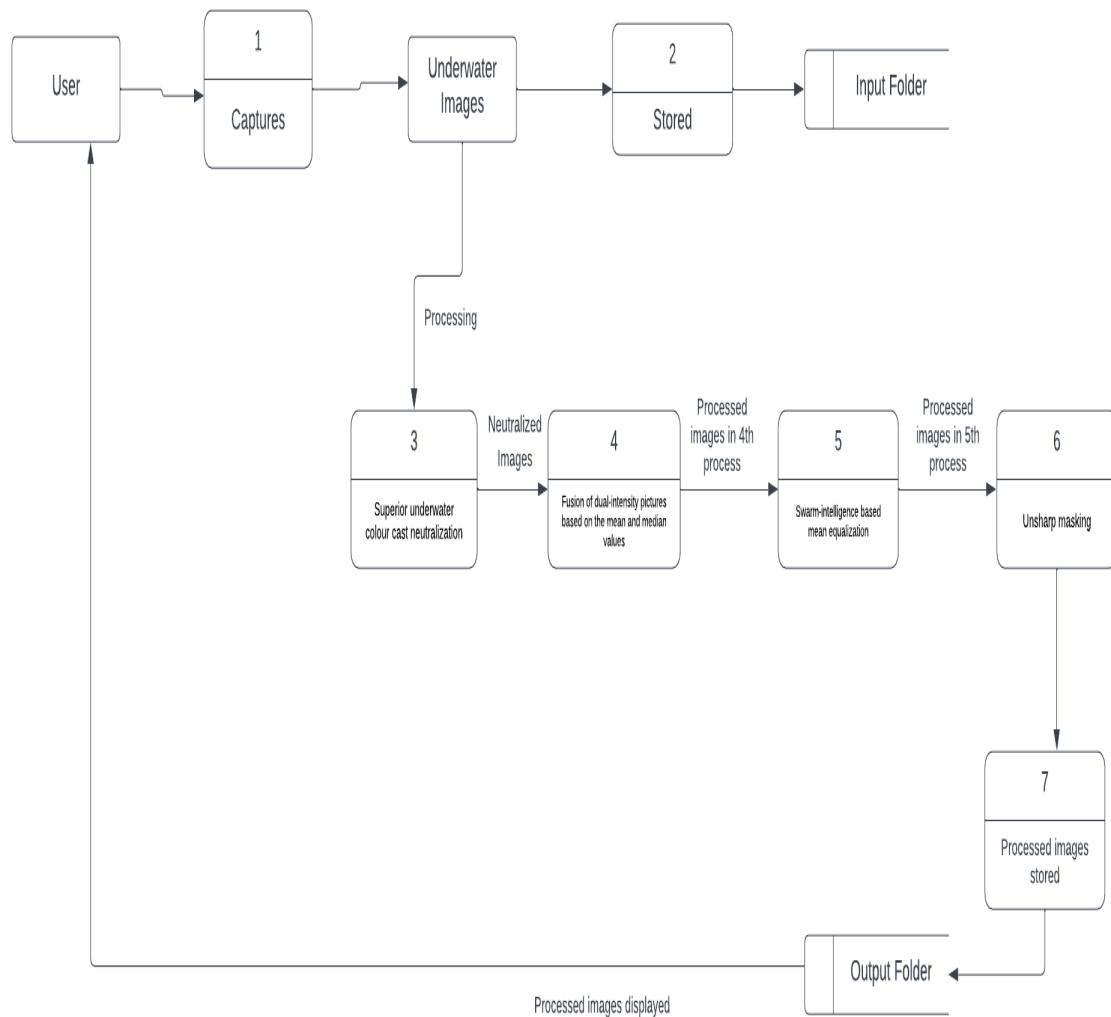 1
User
Captures
Underwater
Images
2
Stored
Input Folder
Processing
3
Superior underwater
colour cast neutralization
Neutralized
Images
4
Fusion of dual-intensity pictures
based on the mean and median
values
Processed
images in 4th
process
5
Swarm-intelligence based
mean equalization
Processed
images in 5th
process
6
Unsharp masking
7
Processed images
stored
Output Folder
Processed images displayed